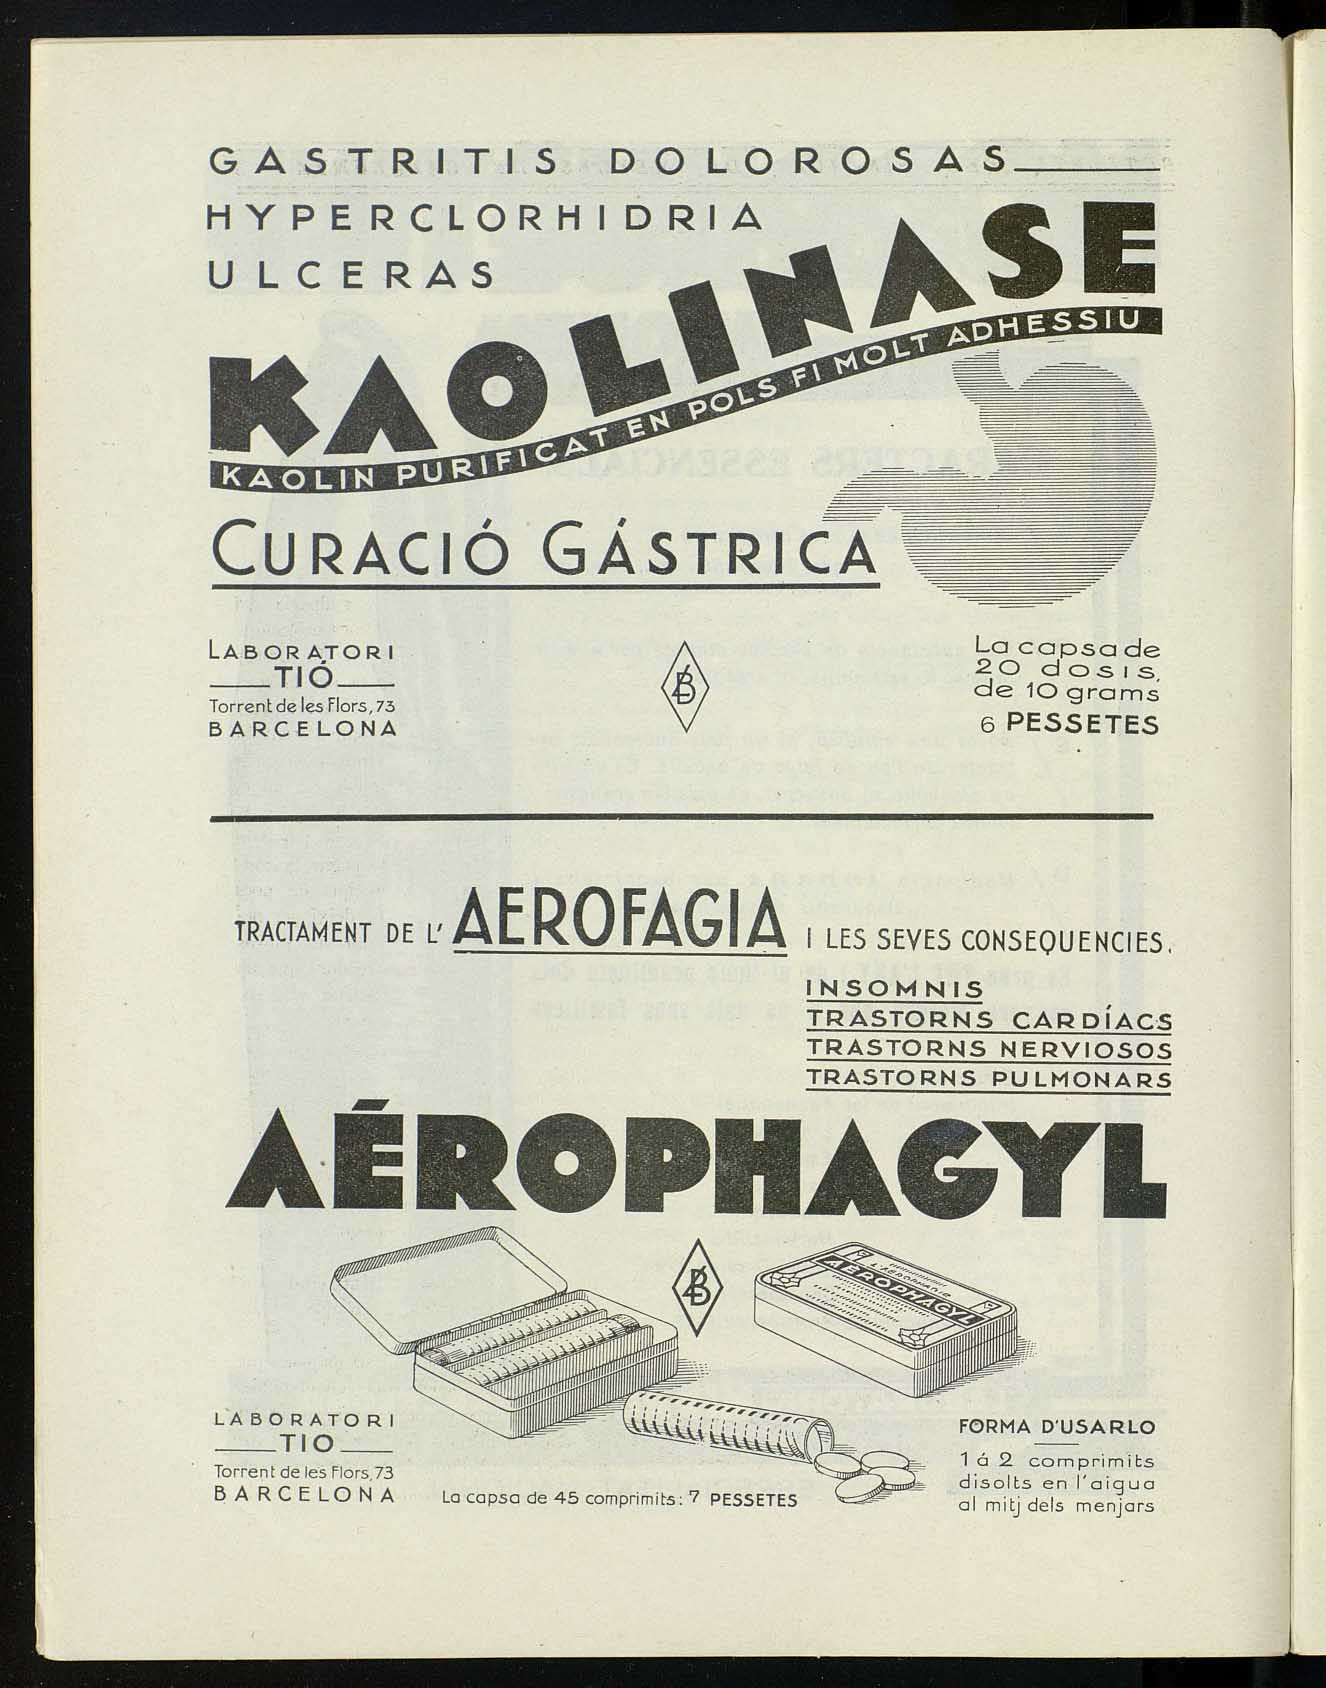 GASTRITIS DOLOROSAS
HYPERCLORHIDRIA
ULCERAS
KAOLINASE
KAOLIN PURIFICAT EN POLS FI MOLT ADHESSIU
CURACIÓ GÁSTRICA
LABORATORI
TIÓ
Torrent de les Flors, 73
BARCELONA
La capsa de
20 dosis,
de 10 grams
6 PESSETES
TRACTAMENT DE L' AEROFAGIA I LES SEVES CONSEQUENCIES.
INSOMNIS
TRASTORNS CARDÍACS
TRASTORNS NERVIOSOS
TRASTORNS PULMONARS
AÉROPHAGYL
AEROPHAGYL
LABORATORI
TIO
Torrent de les Flors, 73
BARCELONA
La capsa de 45 comprimits: 7 PESSETES
FORMA D'USARLO
1 á 2 comprimits
disolts en l'aigua
al mitj dels menjars